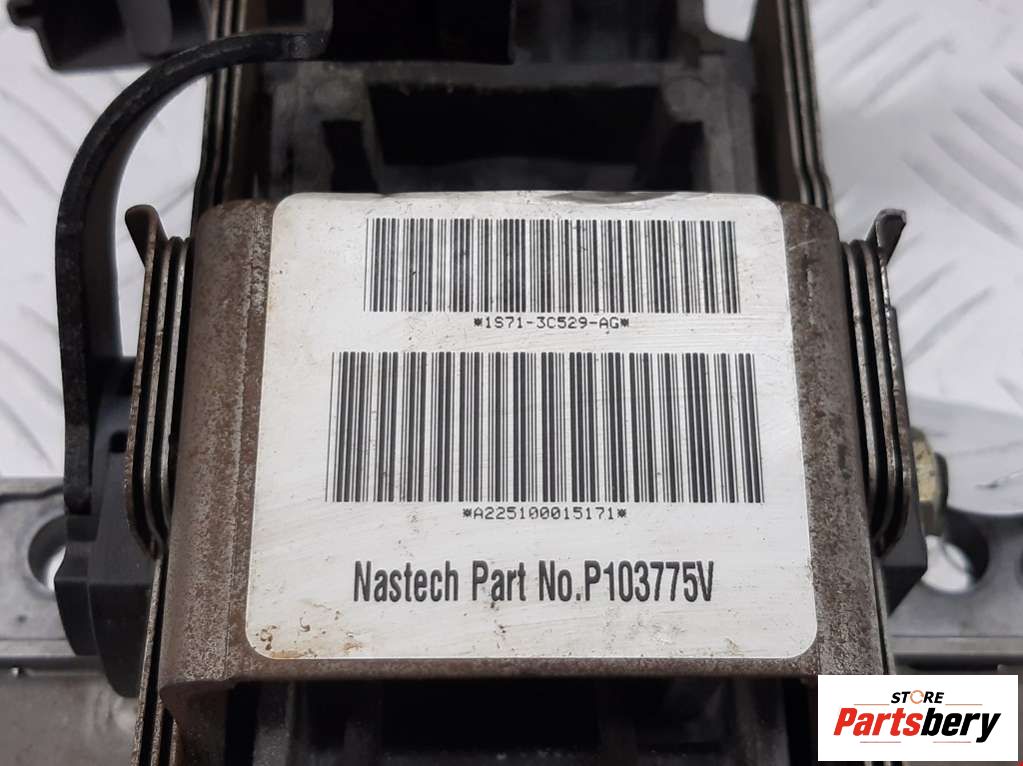 *1S71-3C529-AG*
*A225100015171*
Nastech Part No.P103775V
STORE
Partsbery